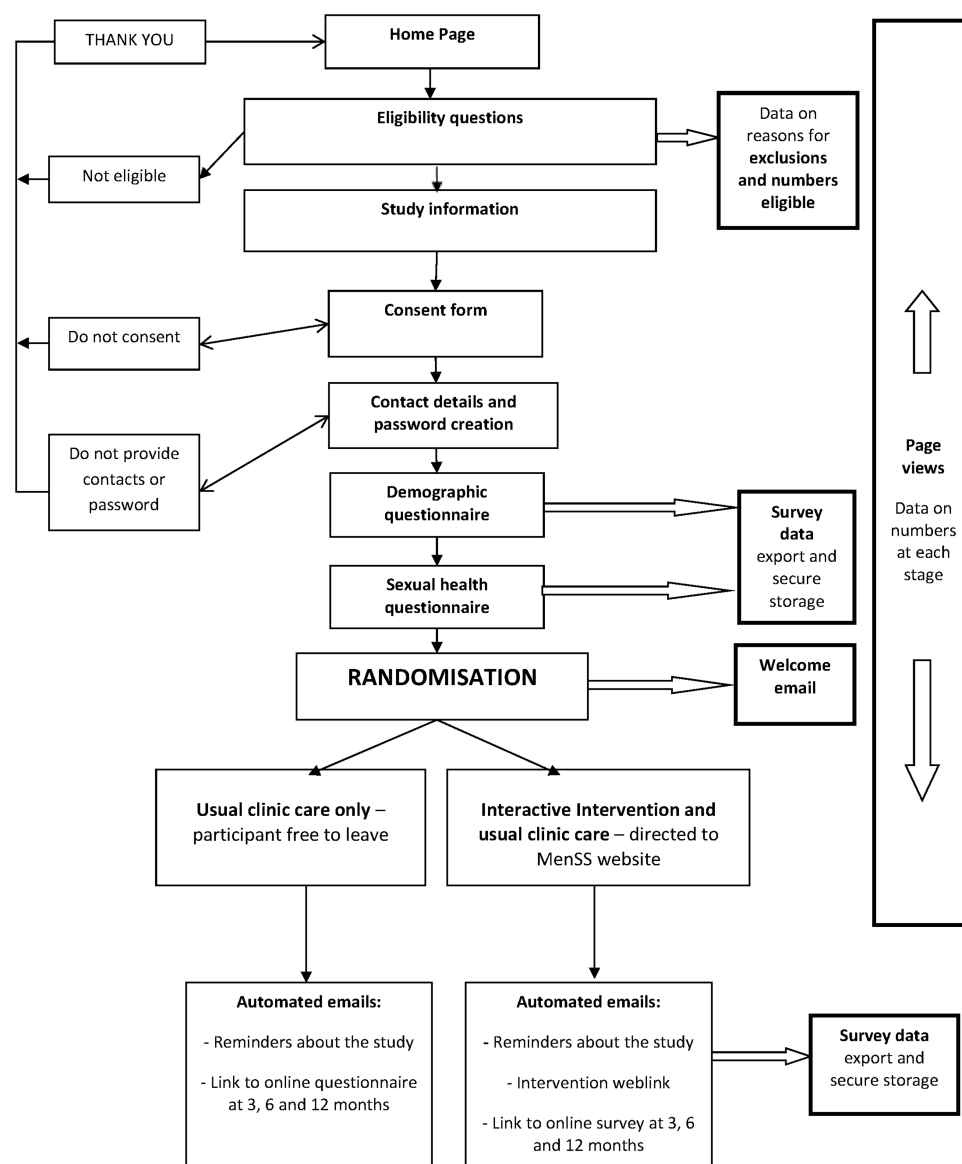 THANK YOU
Home Page
Eligibility questions
Data on
reasons for
exclusions
and numbers
eligible
Not eligible
Study information
Consent form
Do not consent
Contact details and
password creation
Do not provide
contacts or
password
Page
views
Data on
numbers
at each
stage
Demographic
questionnaire
Survey
data
export and
secure
storage
Sexual health
questionnaire
RANDOMISATION
Welcome
email
Usual clinic care only –
participant free to leave
Interactive Intervention and
usual clinic care – directed to
MenSS website
Automated emails:
- Reminders about the study
- Link to online questionnaire
at 3, 6 and 12 months
Automated emails:
- Reminders about the study
- Intervention weblink
- Link to online survey at 3, 6
and 12 months
Survey data
export and
secure storage